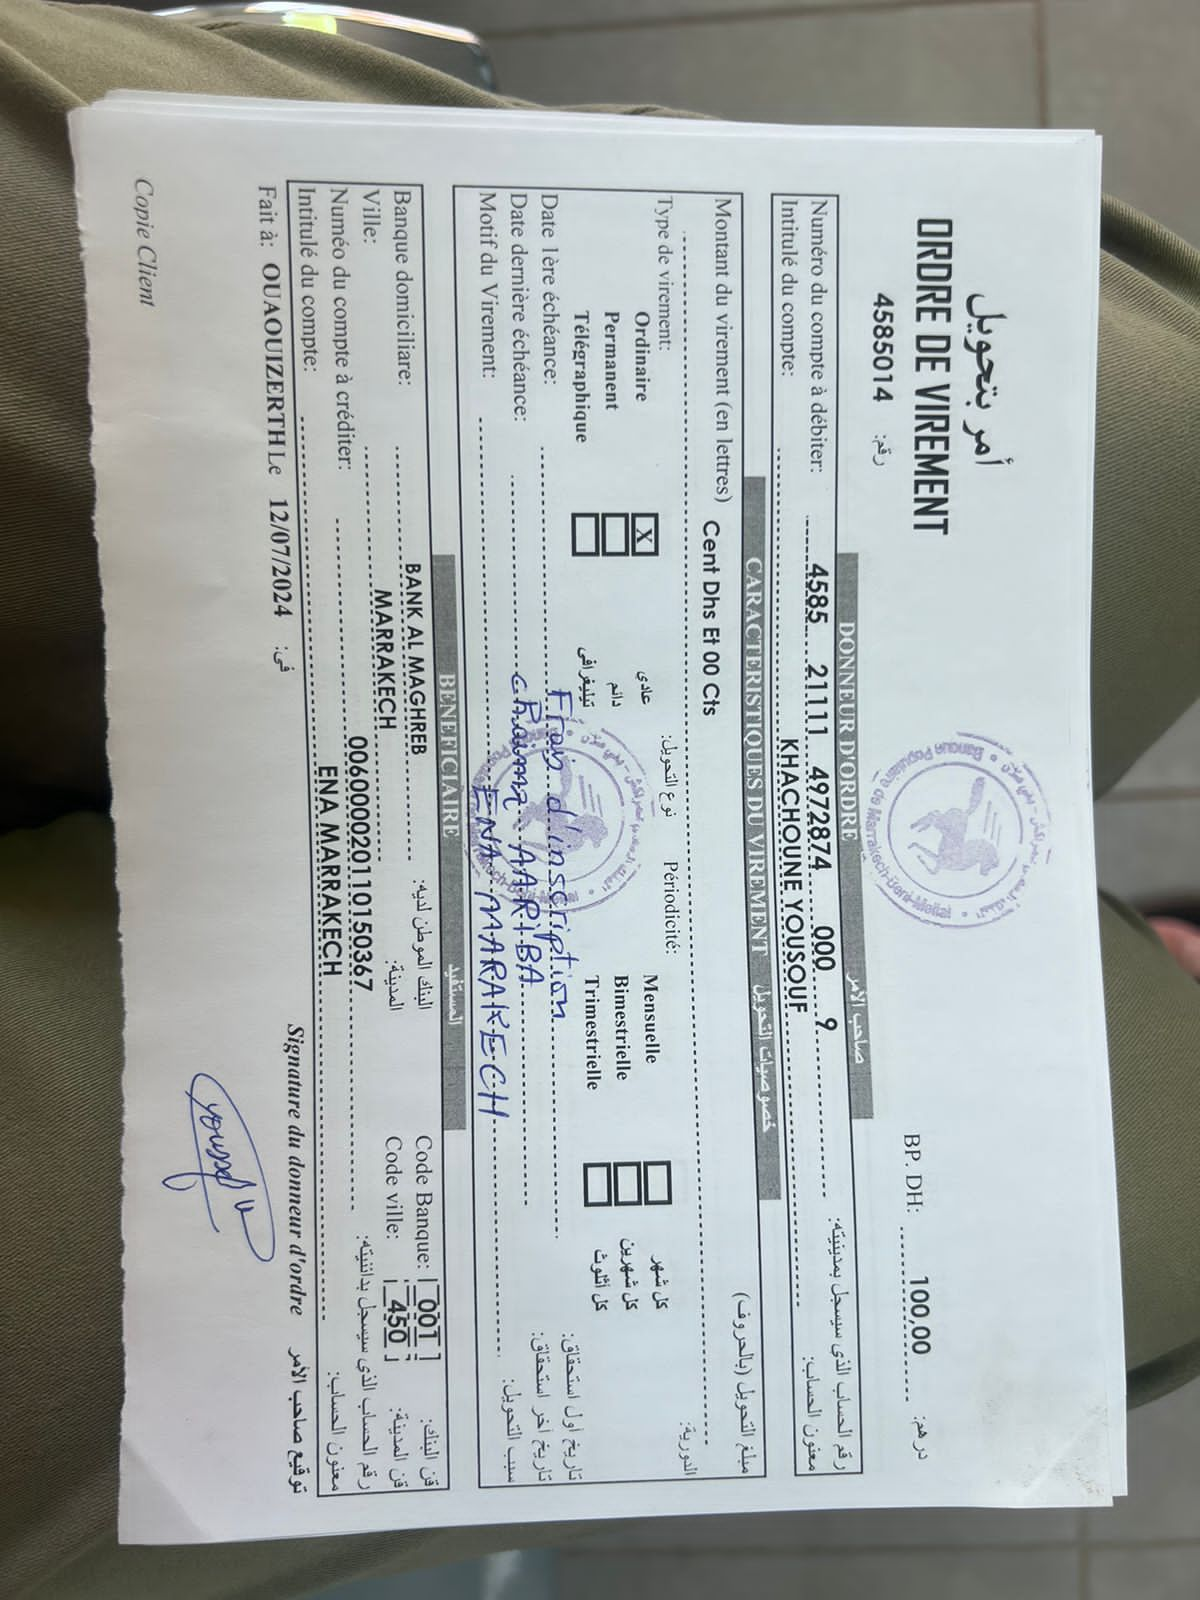 أمر بتحويل
ORDRE DE VIREMENT
4585014 رقم:
BP. DH: 100,00 درهم:
DONNEUR D'ORDRE صاحب الأمر
Numéro du compte à débiter: 4585 21111 4972874 000 9 رقم الحساب الذي سيسجل بمدينيته:
Intitulé du compte: KHACHOUNE YOUSOUF معنون الحساب:
CARACTERISTIQUES DU VIREMENT خصوصيات التحويل
Montant du virement (en lettres) Cent Dhs Et 00 Cts مبلغ التحويل (بالحروف)
Type de virement: نوع التحويل: Périodicité: الدورية:
Ordinaire X عادي Mensuelle كل شهر
Permanent دائم Bimestrielle كل شهرين
Télégraphique تيليغرافي Trimestrielle كل أثلوث
Date 1ère échéance: Frais d'inscription تاريخ أول استحقاق:
Date dernière échéance: chaima AARIBA تاريخ آخر استحقاق:
Motif du Virement: ENA MARAKECH سبب التحويل:
BENEFICIAIRE المستفيد
Banque domiciliare: BANK AL MAGHREB البنك الموطن لديه: Code Banque: 001 قن البنك:
Ville: MARRAKECH المدينة: Code ville: 450 قن المدينة:
Numéo du compte à créditer: 006000020110150367 رقم الحساب الذي سيسجل بدائنيته:
Intitulé du compte: ENA MARRAKECH معنون الحساب:
Fait à: OUAOUIZERTH Le 12/07/2024 في: Signature du donneur d'ordre توقيع صاحب الأمر
Copie Client
Banque Populaire de Marrakech-Beni-Mellal